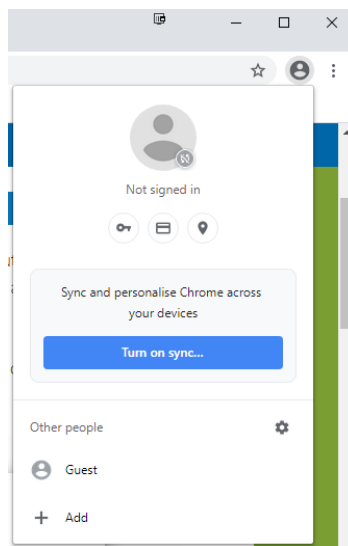 Not signed in
Sync and personalise Chrome across
your devices
Turn on sync...
Other people
Guest
Add